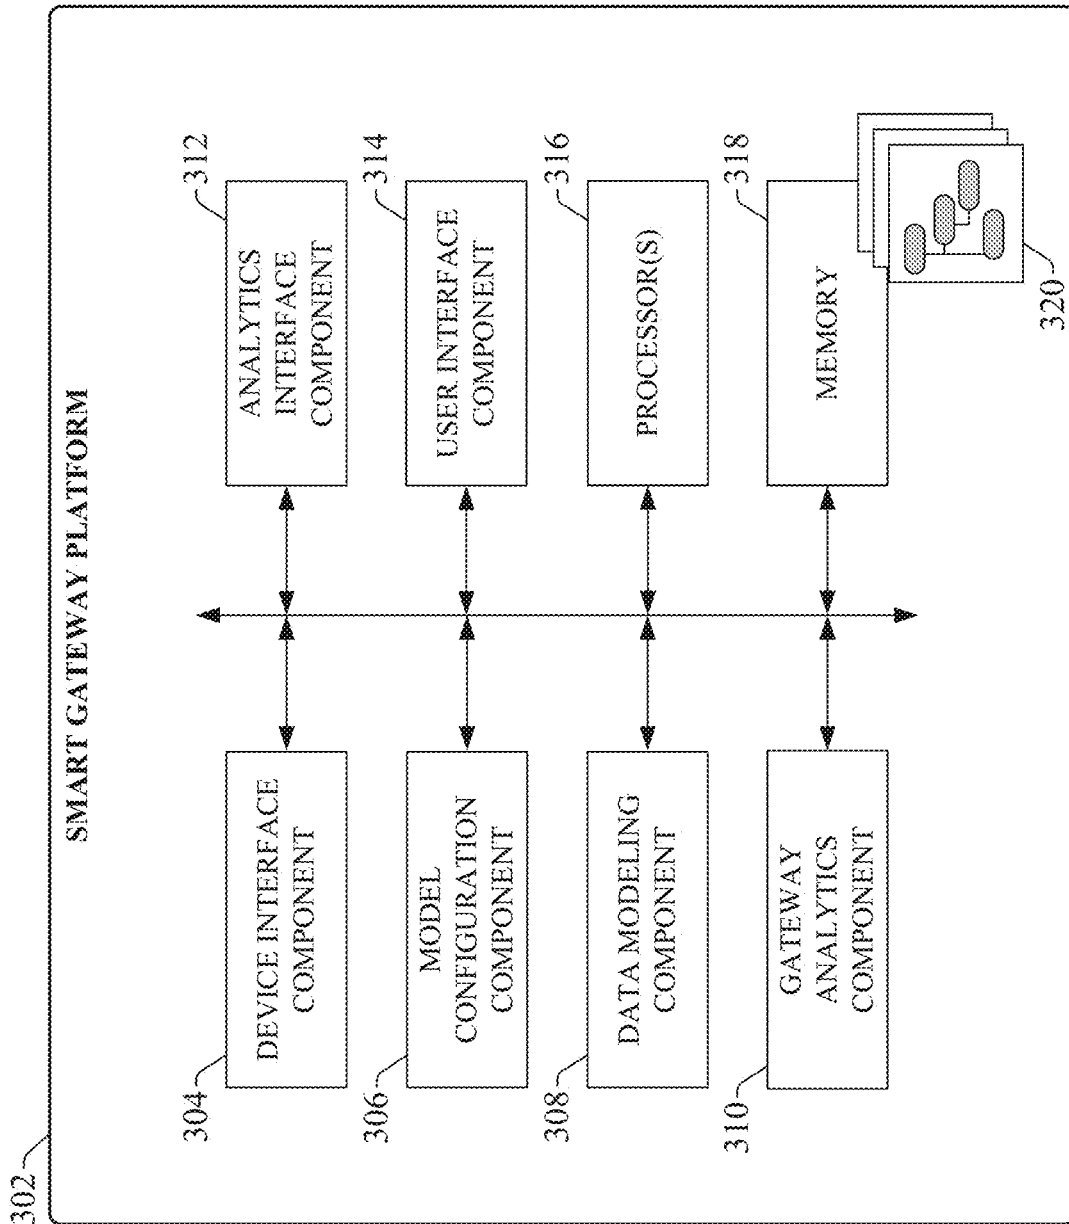 302
SMART GATEWAY PLATFORM
304
DEVICE INTERFACE
COMPONENT
306
MODEL
CONFIGURATION
COMPONENT
308
DATA MODELING
COMPONENT
310
GATEWAY
ANALYTICS
COMPONENT
312
ANALYTICS
INTERFACE
COMPONENT
314
USER INTERFACE
COMPONENT
316
PROCESSOR(S)
318
MEMORY
320